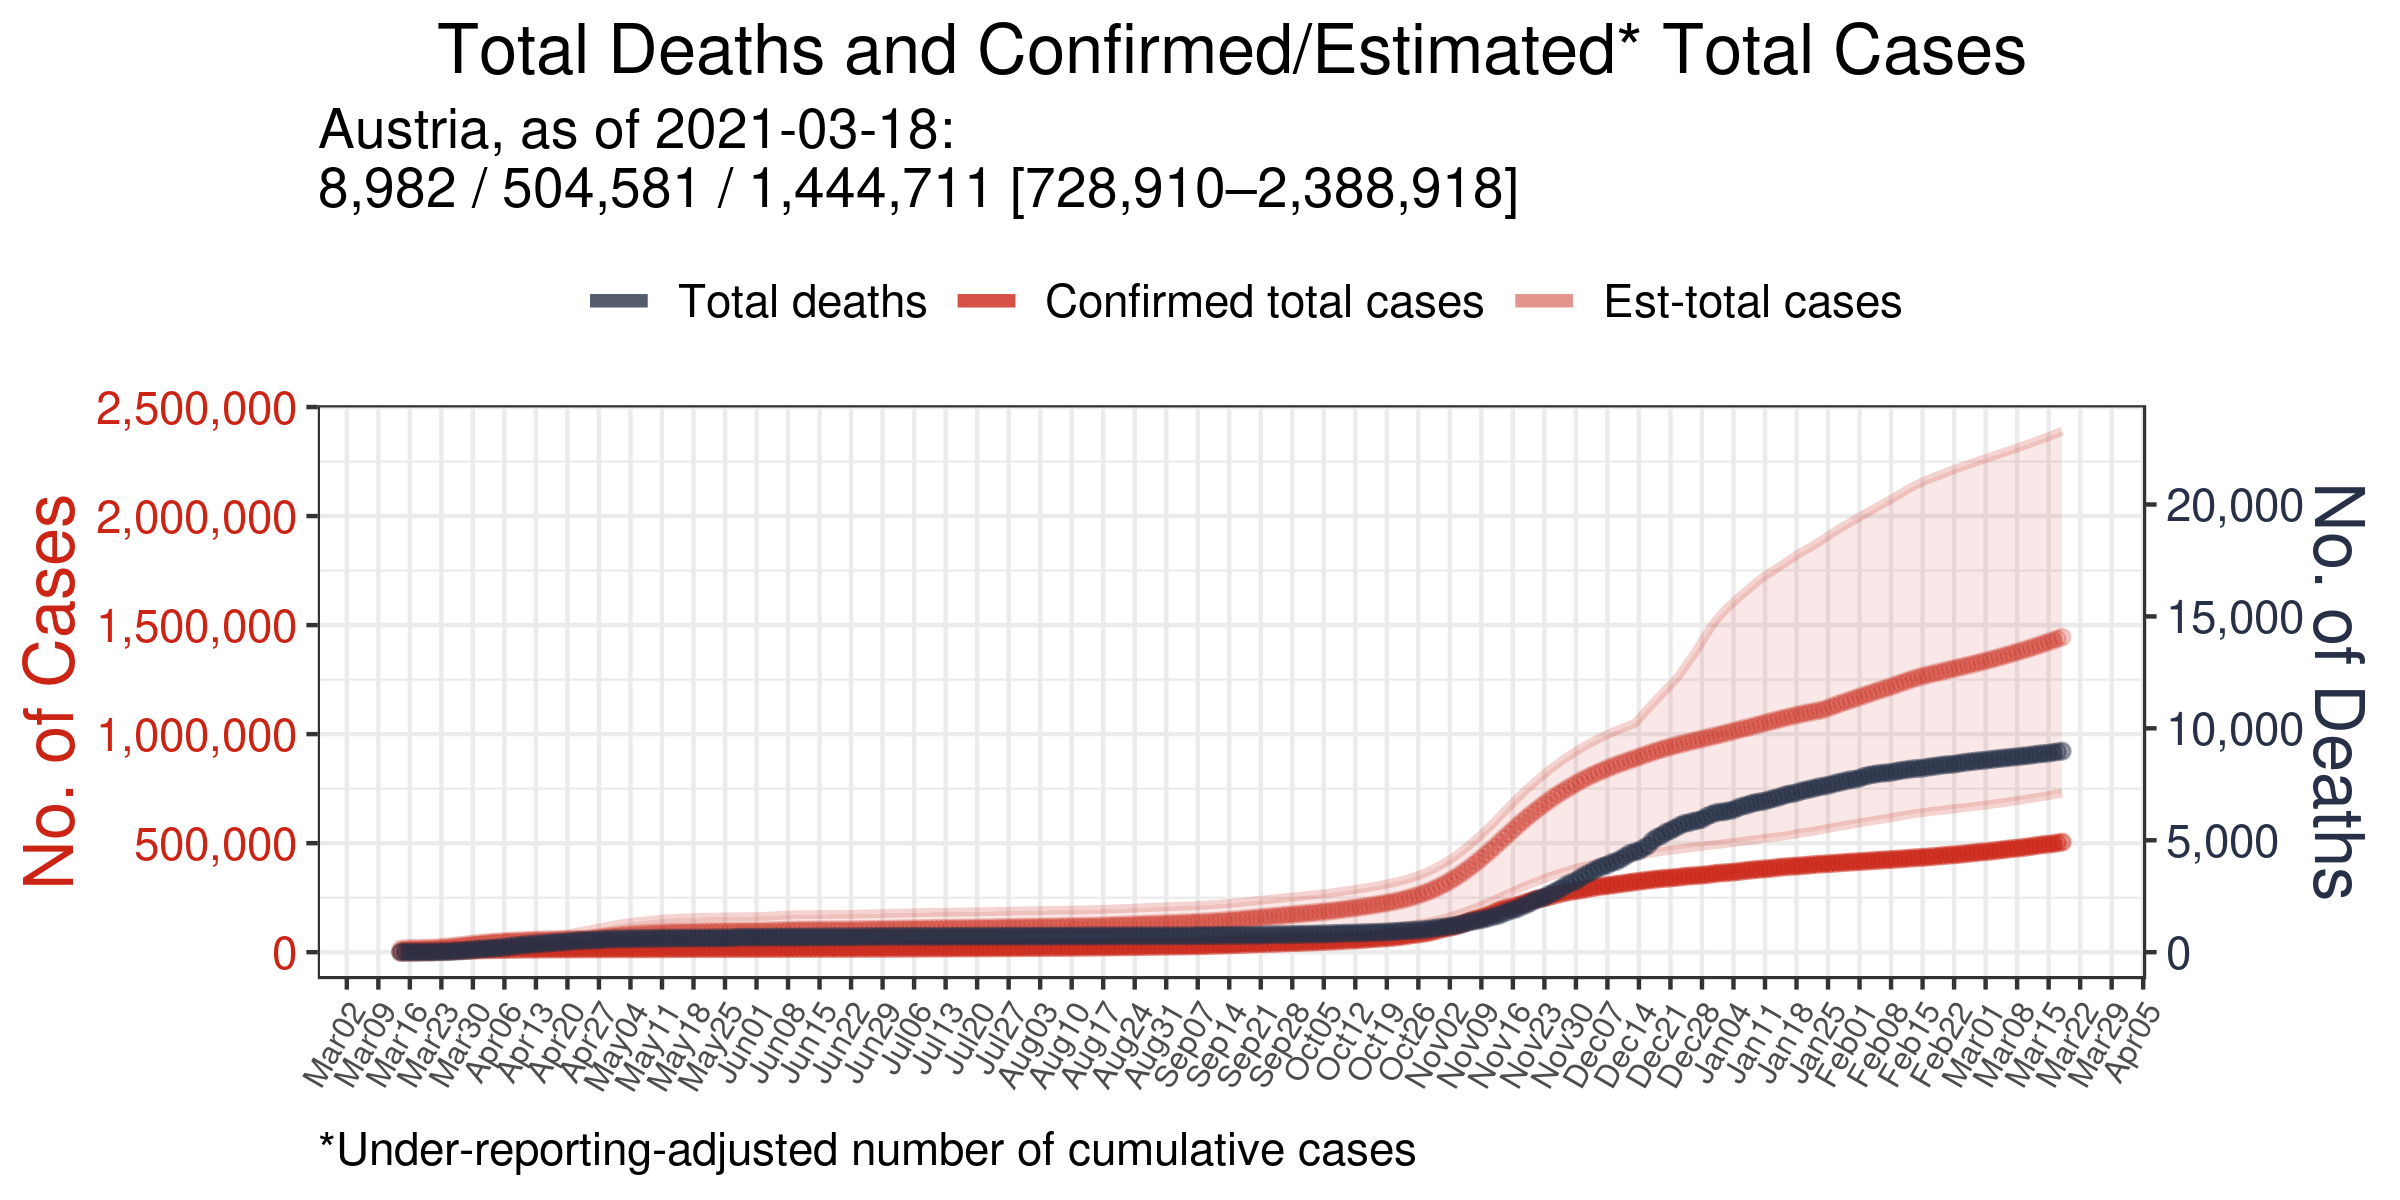 Total Deaths and Confirmed/Estimated* Total Cases
Austria, as of 2021-03-18:
8,982 / 504,581 / 1,444,711 [728,910–2,388,918]
Total deaths
Confirmed total cases
Est-total cases
No. of Cases
2,500,000
2,000,000
1,500,000
1,000,000
500,000
0
No. of Deaths
20,000
15,000
10,000
5,000
0
Mar02
Mar09
Mar16
Mar23
Mar30
Apr06
Apr13
Apr20
Apr27
May04
May11
May18
May25
Jun01
Jun08
Jun15
Jun22
Jun29
Jul06
Jul13
Jul20
Jul27
Aug03
Aug10
Aug17
Aug24
Aug31
Sep07
Sep14
Sep21
Sep28
Oct05
Oct12
Oct19
Oct26
Nov02
Nov09
Nov16
Nov23
Nov30
Dec07
Dec14
Dec21
Dec28
Jan04
Jan11
Jan18
Jan25
Feb01
Feb08
Feb15
Feb22
Mar01
Mar08
Mar15
Mar22
Mar29
Apr05
*Under-reporting-adjusted number of cumulative cases